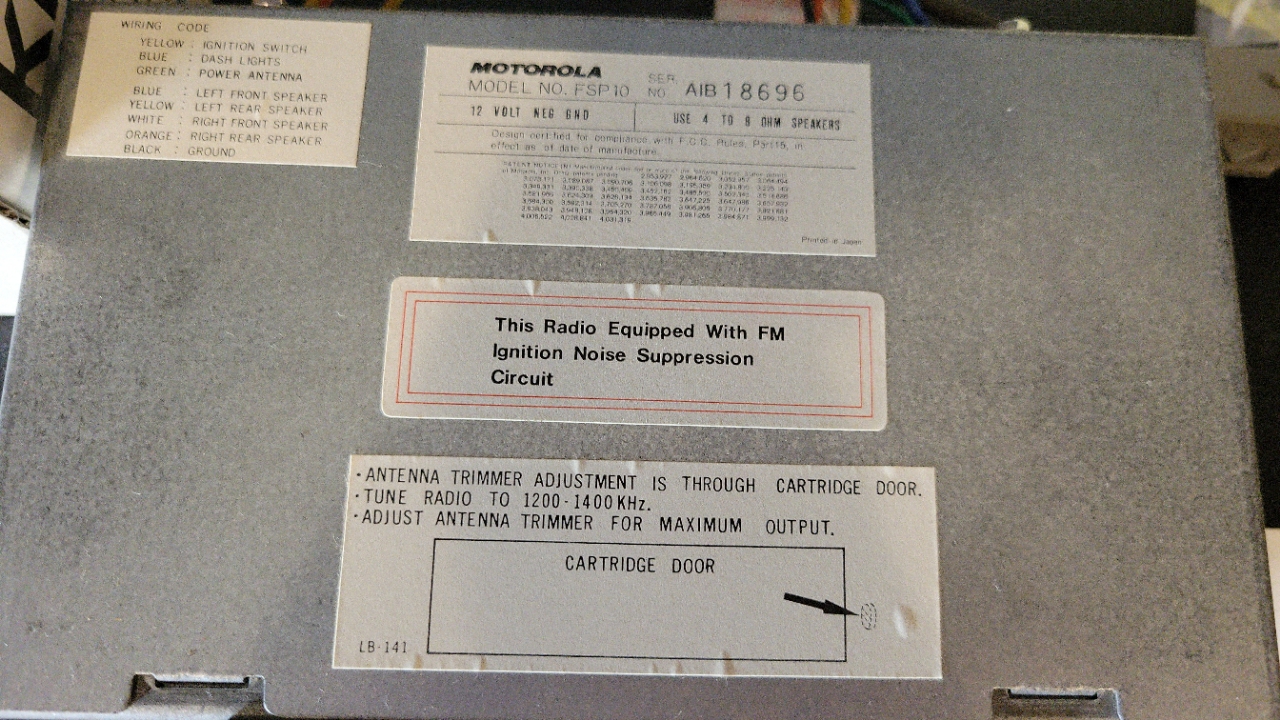 WIRING CODE
YELLOW : IGNITION SWITCH
BLUE : DASH LIGHTS
GREEN : POWER ANTENNA
BLUE : LEFT FRONT SPEAKER
YELLOW : LEFT REAR SPEAKER
WHITE : RIGHT FRONT SPEAKER
ORANGE : RIGHT REAR SPEAKER
BLACK : GROUND
MOTOROLA
MODEL NO. FSP10 SER. NO. AIB18696
12 VOLT NEG GND USE 4 TO 8 OHM SPEAKERS
Design certified for compliance with F.C.C. Rules, Part 15, in
effect as of date of manufacture.
Printed in Japan
This Radio Equipped With FM
Ignition Noise Suppression
Circuit
• ANTENNA TRIMMER ADJUSTMENT IS THROUGH CARTRIDGE DOOR.
• TUNE RADIO TO 1200-1400 KHz.
• ADJUST ANTENNA TRIMMER FOR MAXIMUM OUTPUT.
CARTRIDGE DOOR
LB-141